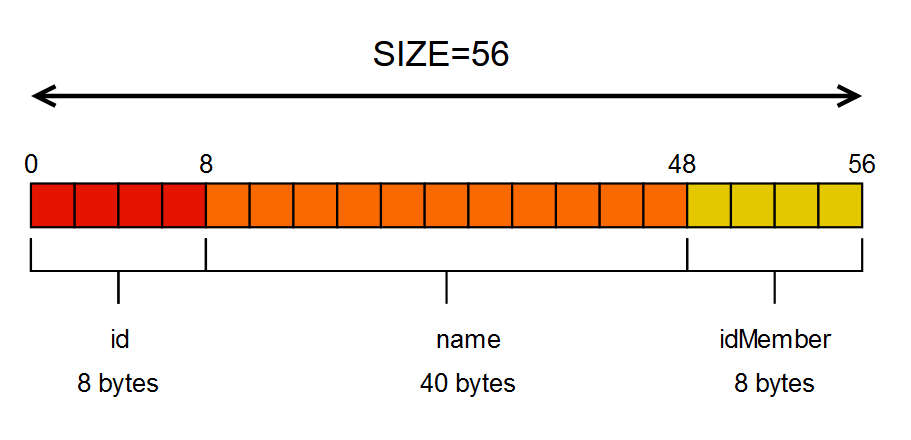 SIZE=56
0 8 48 56
id name idMember
8 bytes 40 bytes 8 bytes